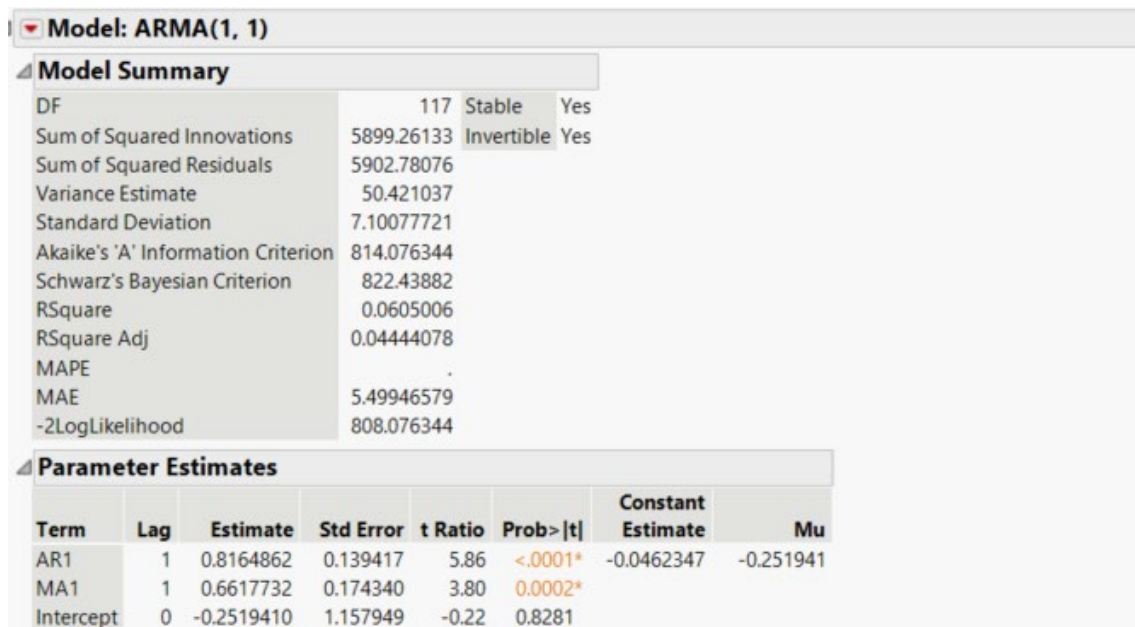 Model: ARMA(1, 1)
Model Summary
DF 117 Stable Yes
Sum of Squared Innovations 5899.26133 Invertible Yes
Sum of Squared Residuals 5902.78076
Variance Estimate 50.421037
Standard Deviation 7.10077721
Akaike's 'A' Information Criterion 814.076344
Schwarz's Bayesian Criterion 822.43882
RSquare 0.0605006
RSquare Adj 0.04444078
MAPE .
MAE 5.49946579
-2LogLikelihood 808.076344
Parameter Estimates
Constant
Term Lag Estimate Std Error t Ratio Prob>|t| Estimate Mu
AR1 1 0.8164862 0.139417 5.86 <.0001* -0.0462347 -0.251941
MA1 1 0.6617732 0.174340 3.80 0.0002*
Intercept 0 -0.2519410 1.157949 -0.22 0.8281